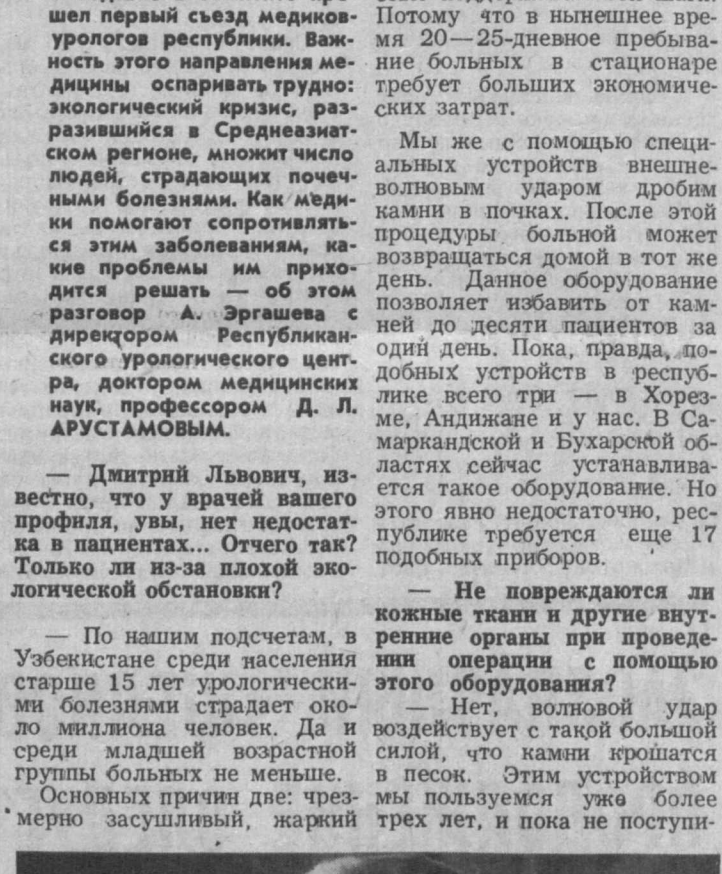 шел первый съезд медиков-
урологов республики. Важ-
ность этого направления ме-
дицины оспаривать трудно:
экологический кризис, раз-
разившийся в Среднеазиат-
ском регионе, множит число
людей, страдающих почеч-
ными болезнями. Как меди-
ки помогают сопротивлять-
ся этим заболеваниям, ка-
кие проблемы им прихо-
дится решать — об этом
разговор А. Эргашева с
директором Республикан-
ского урологического цент-
ра, доктором медицинских
наук, профессором Д. Л.
АРУСТАМОВЫМ.
— Дмитрий Львович, из-
вестно, что у врачей вашего
профиля, увы, нет недостат-
ка в пациентах... Отчего так?
Только ли из-за плохой эко-
логической обстановки?
— По нашим подсчетам, в
Узбекистане среди населения
старше 15 лет урологически-
ми болезнями страдает око-
ло миллиона человек. Да и
среди младшей возрастной
группы больных не меньше.
Основных причин две: чрез-
мерно засушливый, жаркий
Потому что в нынешнее вре-
мя 20—25-дневное пребыва-
ние больных в стационаре
требует больших экономиче-
ских затрат.
Мы же с помощью специ-
альных устройств внешне-
волновым ударом дробим
камни в почках. После этой
процедуры больной может
возвращаться домой в тот же
день. Данное оборудование
позволяет избавить от кам-
ней до десяти пациентов за
один день. Пока, правда, по-
добных устройств в респуб-
лике всего три — в Хорез-
ме, Андижане и у нас. В Са-
маркандской и Бухарской об-
ластях сейчас устанавлива-
ется такое оборудование. Но
этого явно недостаточно, рес-
публике требуется еще 17
подобных приборов.
— Не повреждаются ли
кожные ткани и другие внут-
ренние органы при проведе-
нии операции с помощью
этого оборудования?
— Нет, волновой удар
воздействует с такой большой
силой, что камни крошатся
в песок. Этим устройством
мы пользуемся уже более
трех лет, и пока не поступи-